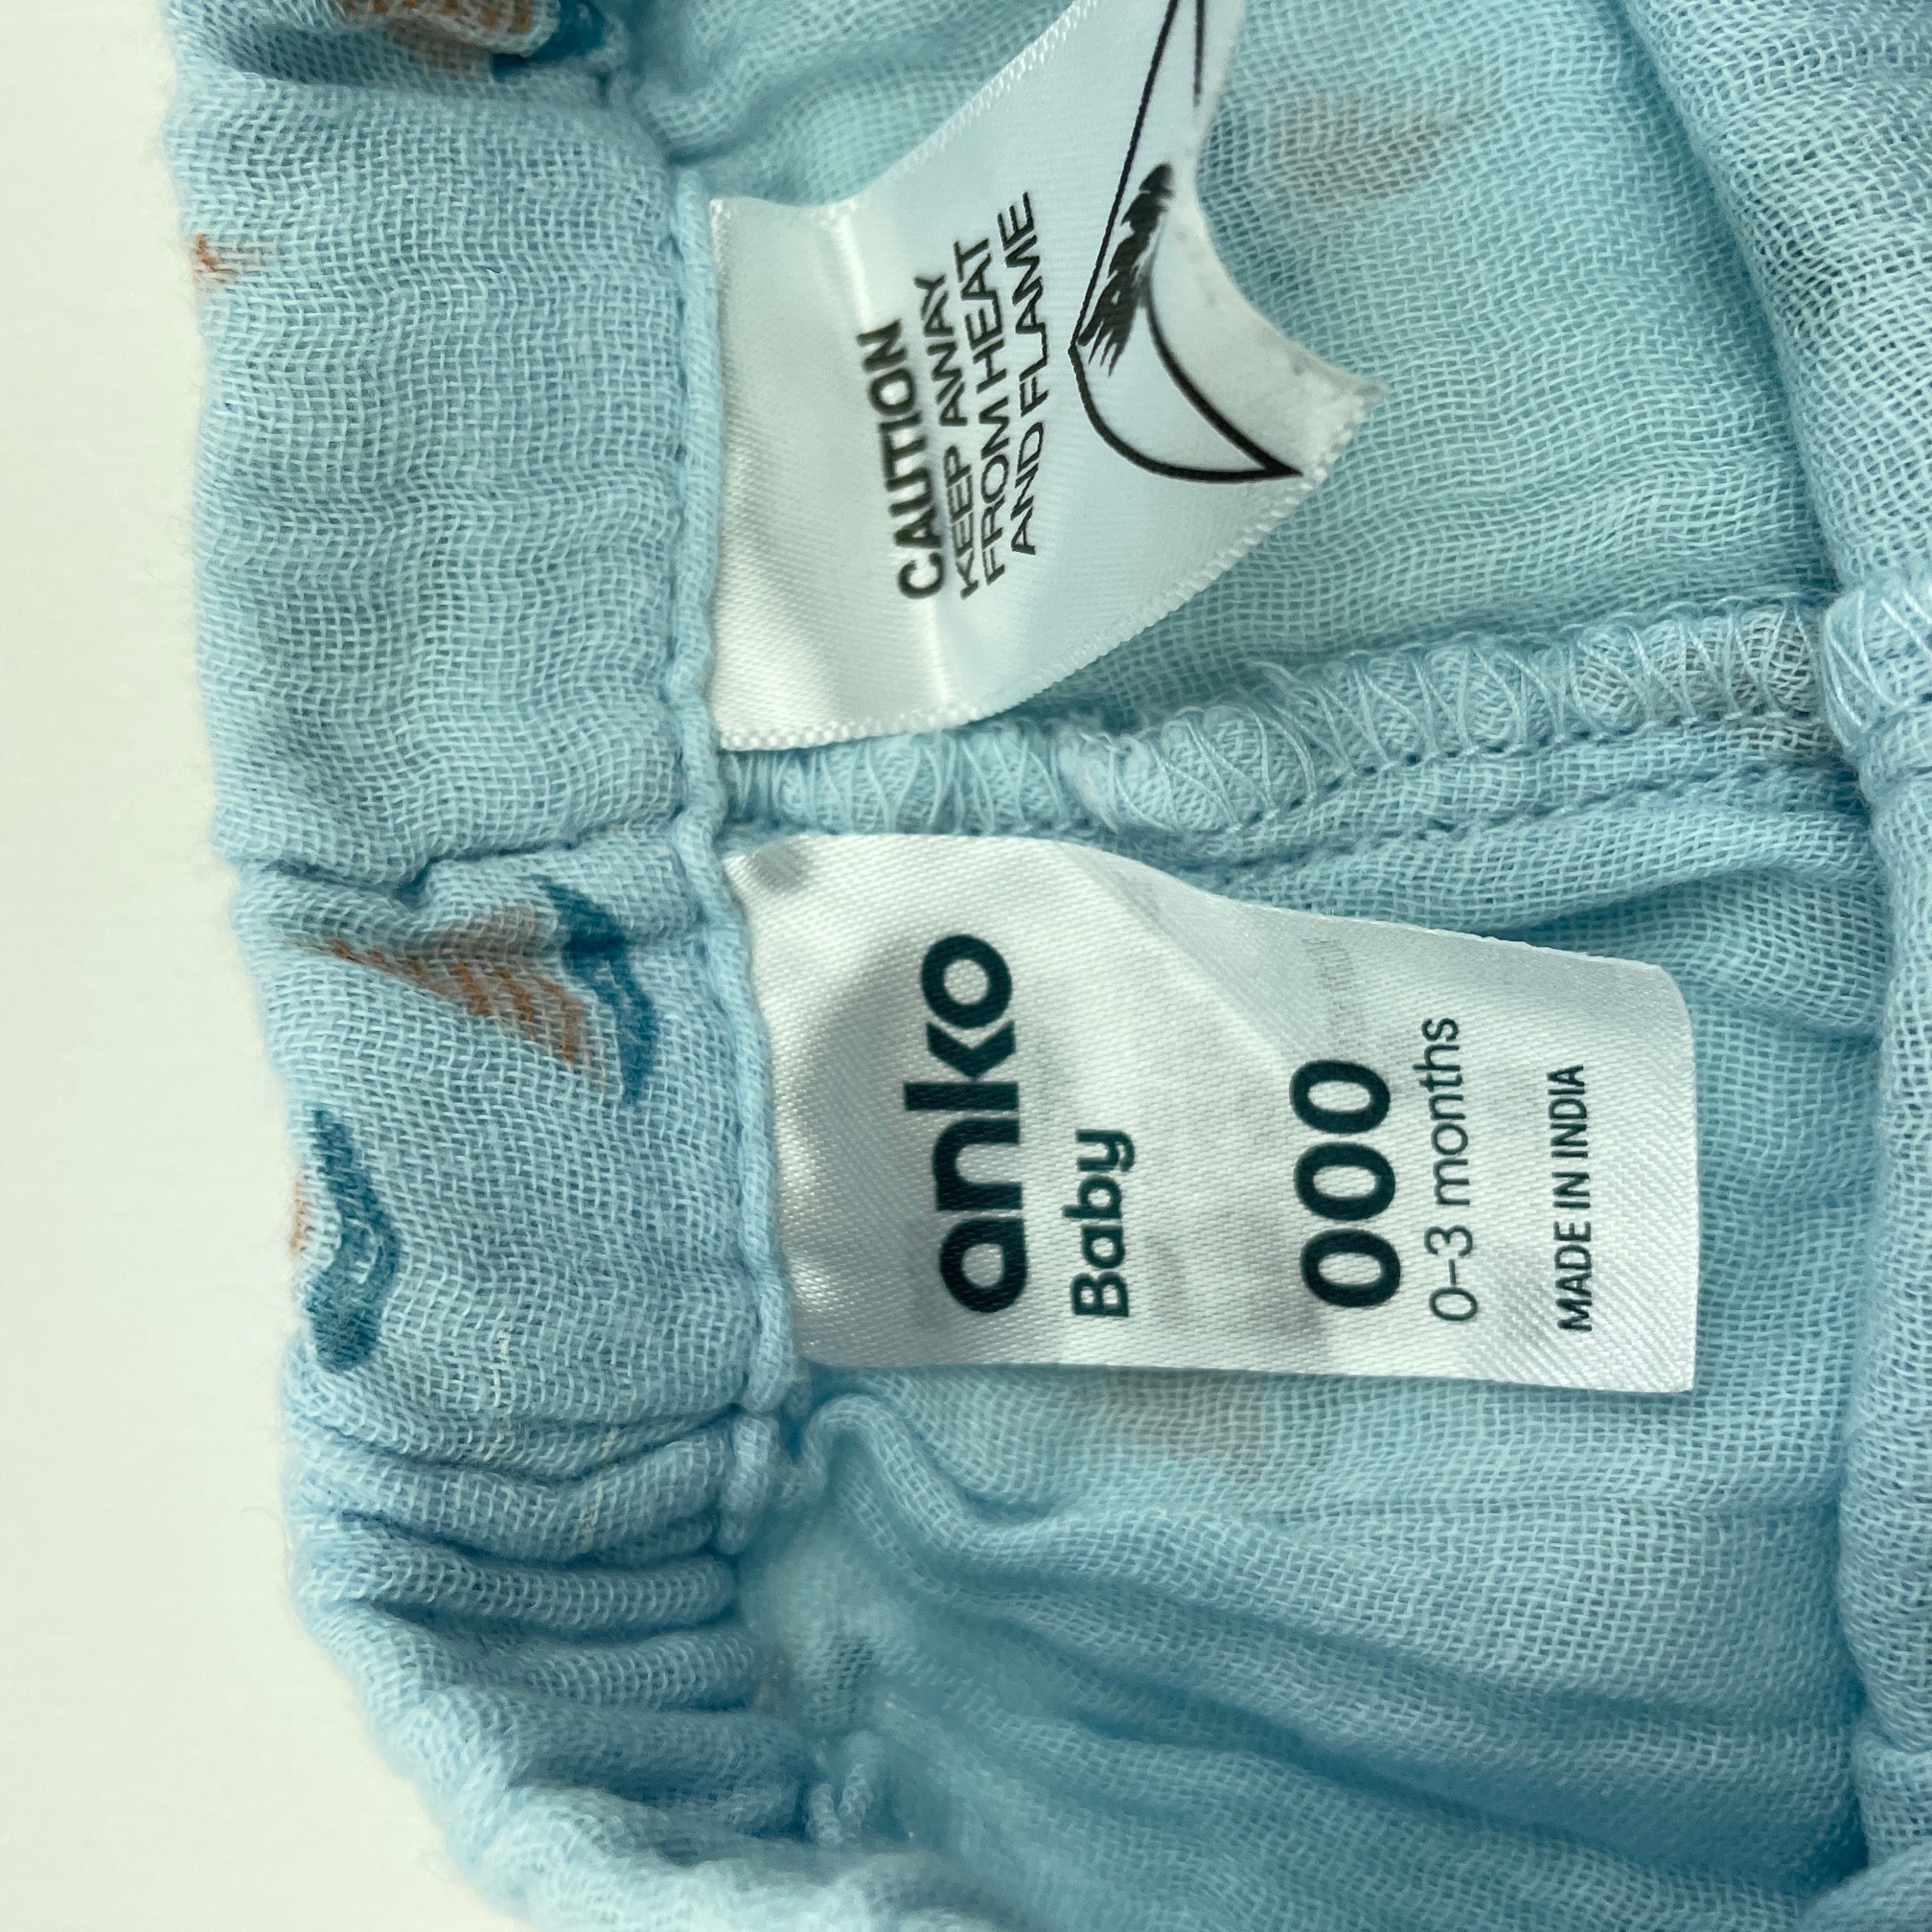 CAUTION
KEEP AWAY
FROM HEAT
AND FLAME
anko
Baby
000
0-3 months
MADE IN INDIA